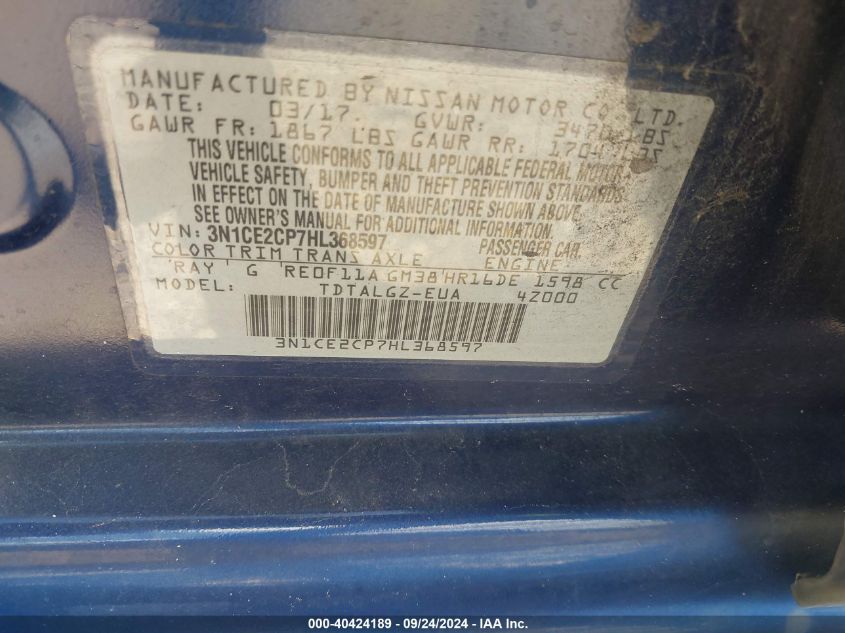 MANUFACTURED BY NISSAN MOTOR CO., LTD.
DATE: 03/17. GVWR: 3470 LBS
GAWR FR: 1867 LBS GAWR RR: 1704 LBS
THIS VEHICLE CONFORMS TO ALL APPLICABLE FEDERAL MOTOR
VEHICLE SAFETY, BUMPER AND THEFT PREVENTION STANDARDS
IN EFFECT ON THE DATE OF MANUFACTURE SHOWN ABOVE.
SEE OWNER'S MANUAL FOR ADDITIONAL INFORMATION.
VIN: 3N1CE2CP7HL368597 PASSENGER CAR.
COLOR TRIM TRANS AXLE ENGINE
'RAY' G RE0F11A GM38 HR16DE 1598 CC
MODEL: TDTALGZ-EUA 4Z000
3N1CE2CP7HL368597
000-40424189 - 09/24/2024 - IAA Inc.